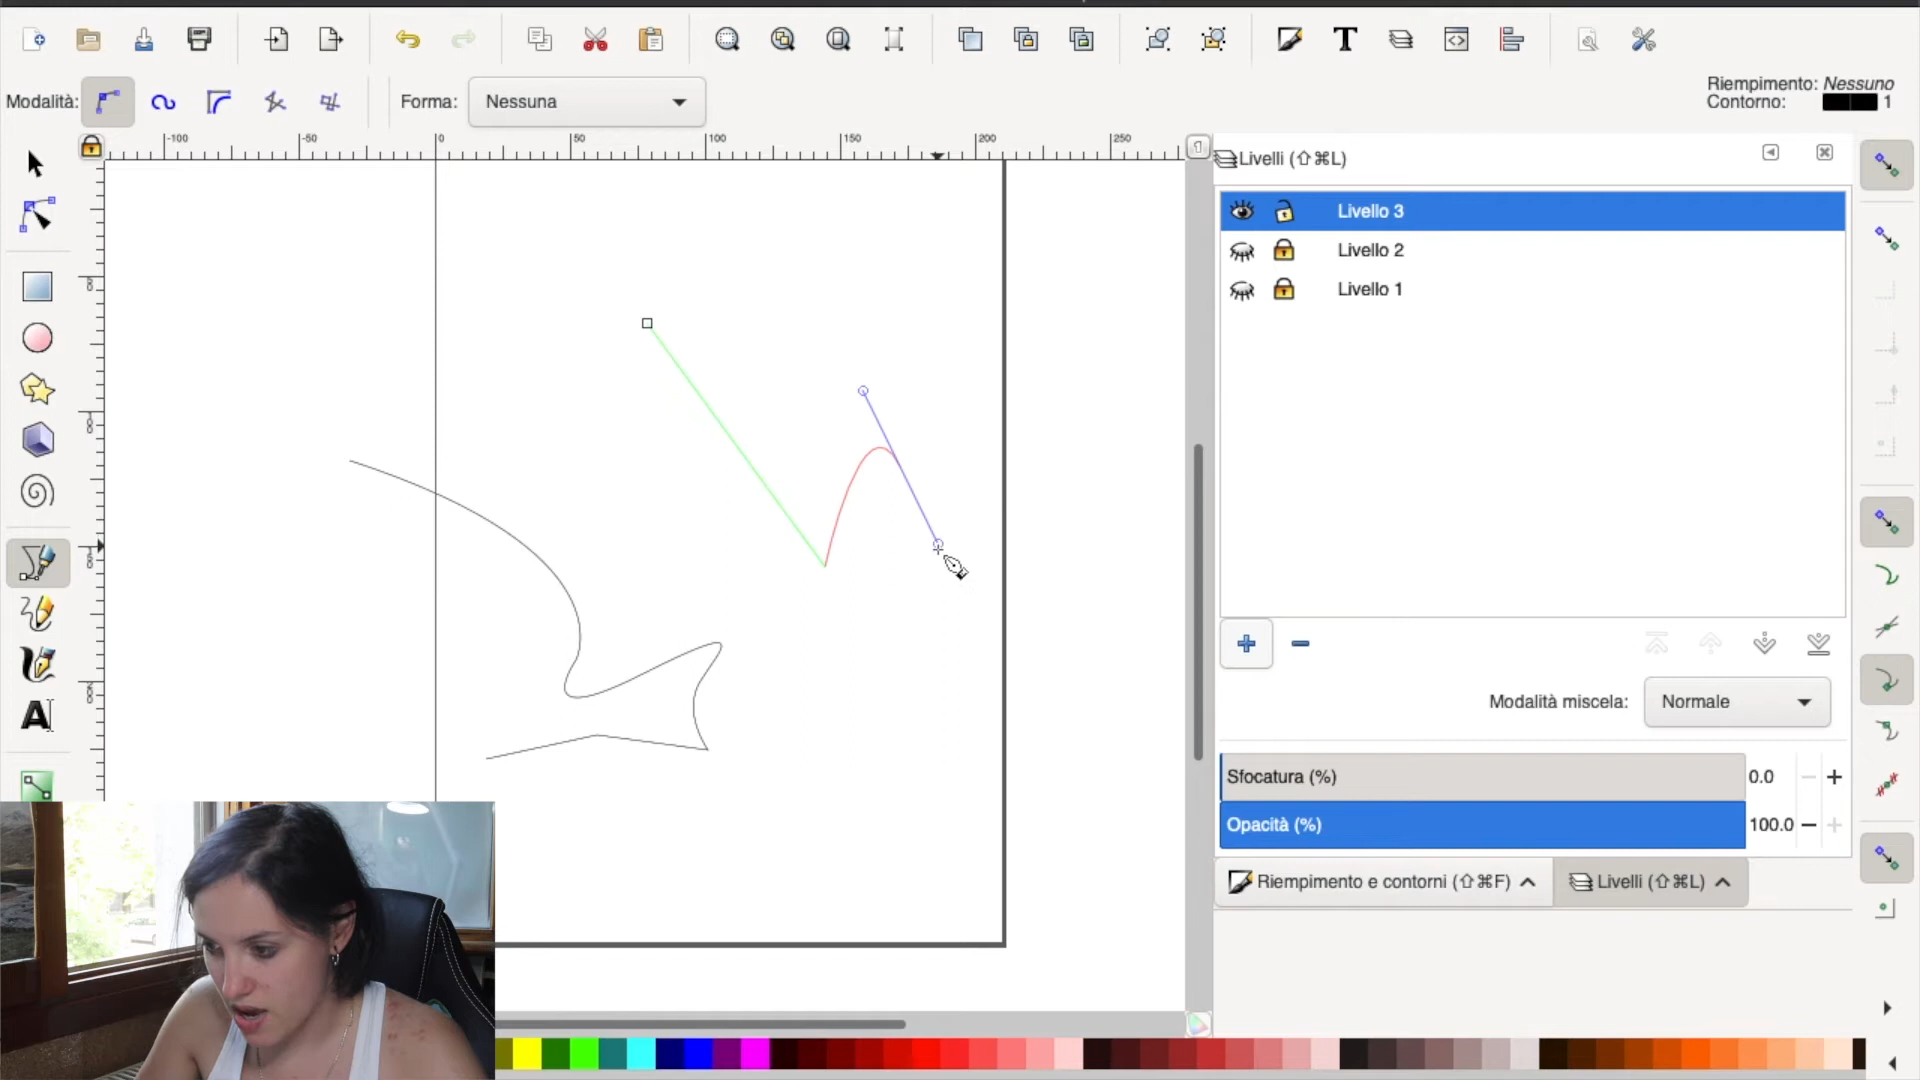 Modalità:
Forma:
Nessuna
Riempimento: Nessuno
Contorno: 1
-100
-50
0
50
100
150
200
250
Livelli (⇧⌘L)
Livello 3
Livello 2
Livello 1
Modalità miscela:
Normale
Sfocatura (%)
0.0
Opacità (%)
100.0
Riempimento e contorni (⇧⌘F)
Livelli (⇧⌘L)